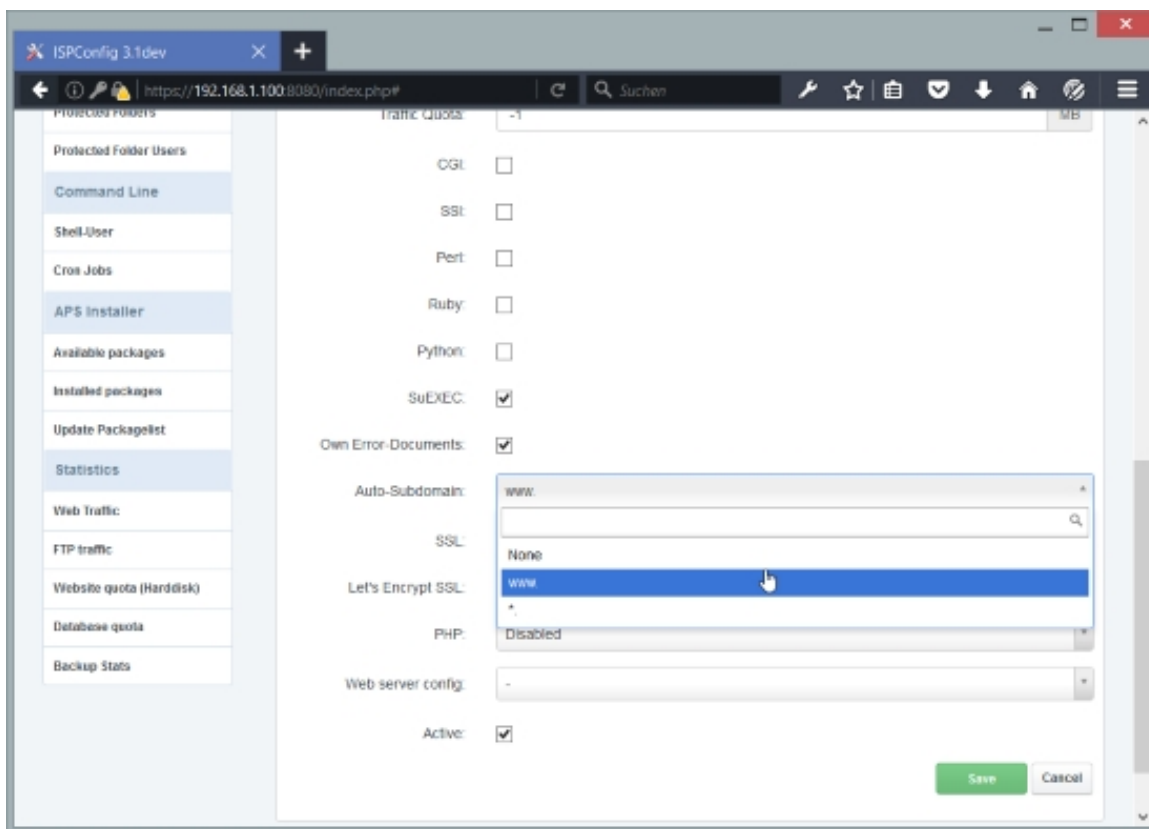 ISPConfig 3.1dev
https://192.168.1.100:8080/index.php#
Suchen
Protected Folders
Traffic Quota: -1 MB
Protected Folder Users
CGI:
Command Line
SSI:
Shell-User
Perl:
Cron Jobs
Ruby:
APS Installer
Available packages
Python:
Installed packages
SuEXEC:
Update Packagelist
Own Error-Documents:
Statistics
Auto-Subdomain: www.
Web Traffic
SSL:
FTP traffic
None
Website quota (Harddisk)
Let's Encrypt SSL:
www.
*.
Database quota
PHP: Disabled
Backup Stats
Web server config: -
Active:
Save Cancel